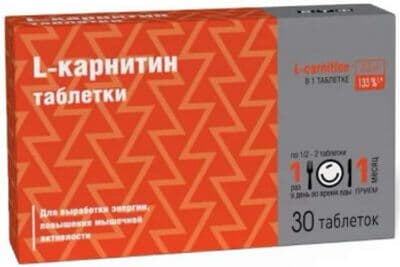 L-карнитин
таблетки
Для выработки энергии,
повышения мышечной
активности
L-carnitine
133 %
В 1 ТАБЛЕТКЕ
по 1/2 - 2 таблетки
1 раз
в день во время еды
1 месяц
ПРИЕМ
30 таблеток